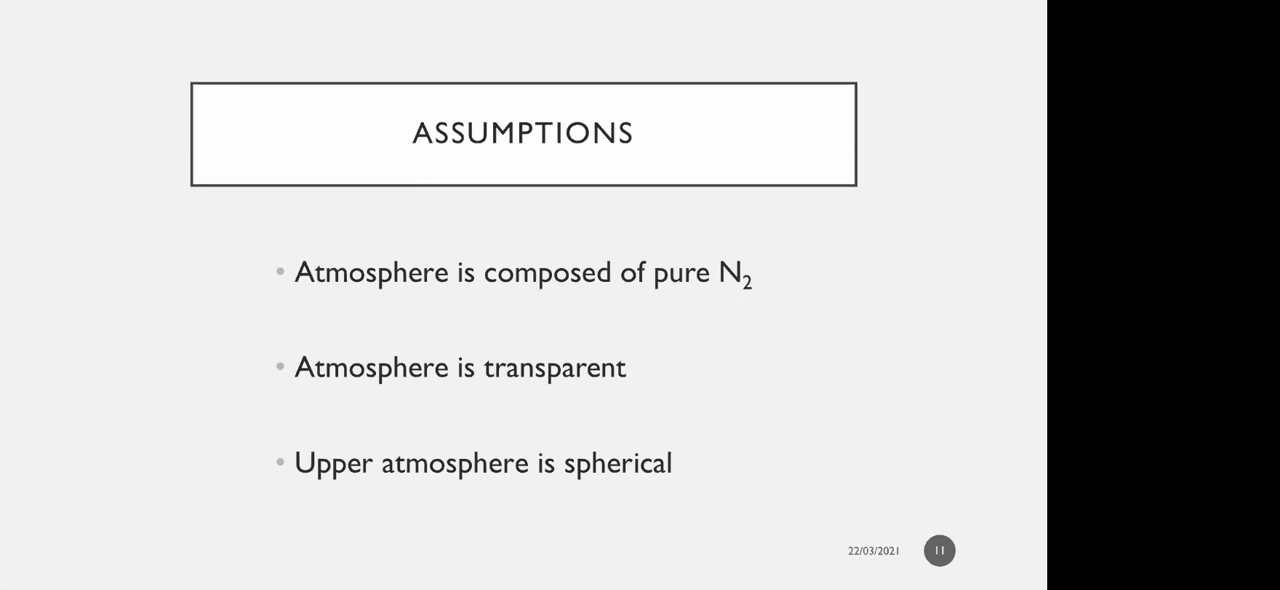 ASSUMPTIONS
• Atmosphere is composed of pure N₂
• Atmosphere is transparent
• Upper atmosphere is spherical
22/03/2021
11